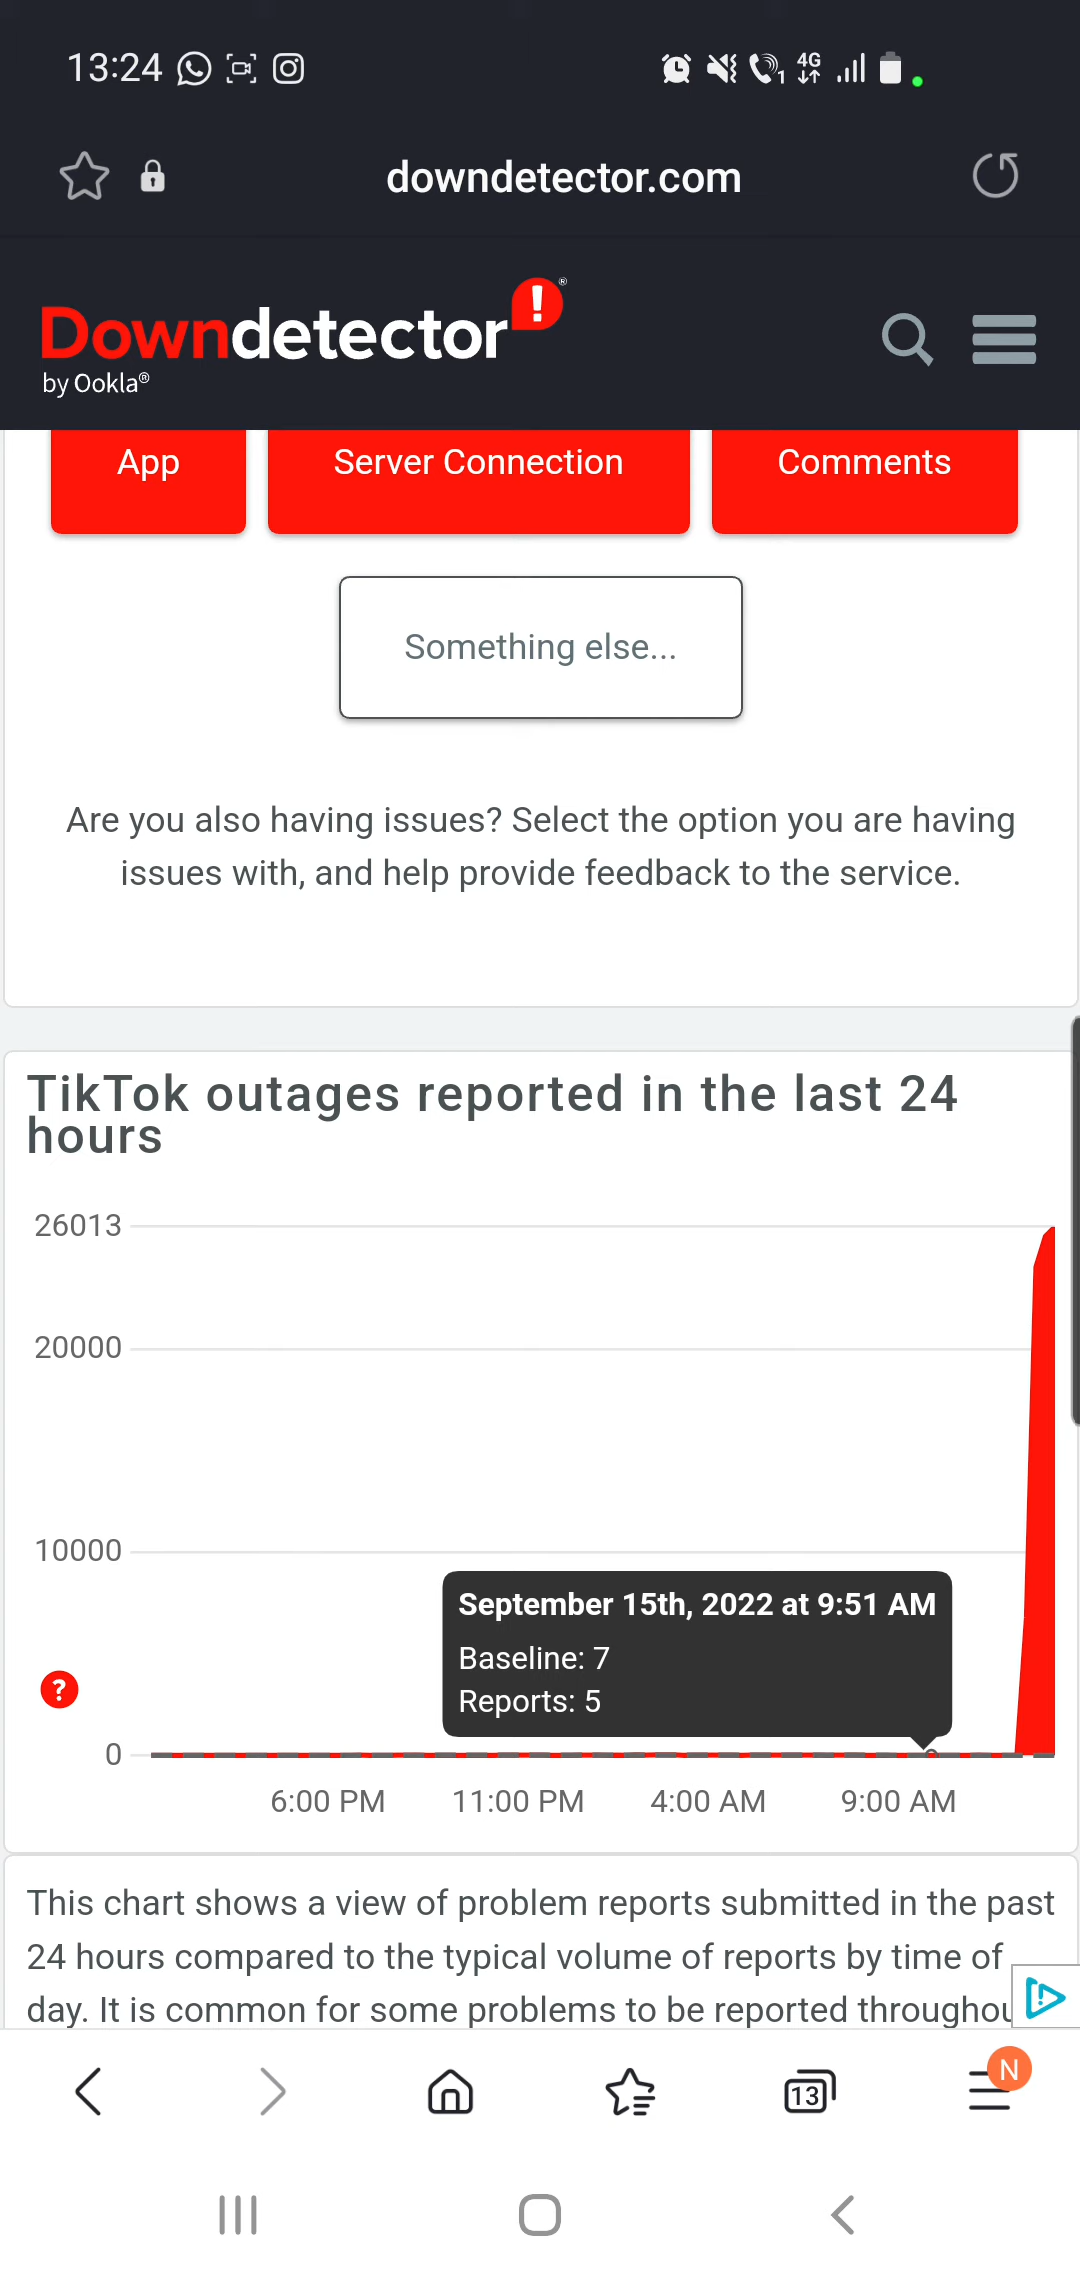 13:24
1 4G
downdetector.com
Downdetector ! ®
by Ookla®
App
Server Connection
Comments
Something else...
Are you also having issues? Select the option you are having
issues with, and help provide feedback to the service.
TikTok outages reported in the last 24
hours
26013
20000
10000
September 15th, 2022 at 9:51 AM
Baseline: 7
Reports: 5
?
0
6:00 PM 11:00 PM 4:00 AM 9:00 AM
This chart shows a view of problem reports submitted in the past
24 hours compared to the typical volume of reports by time of
day. It is common for some problems to be reported throughou
13
N